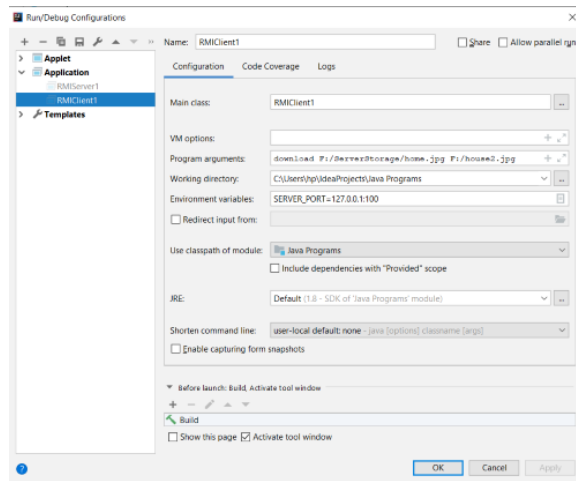 Run/Debug Configurations
Name: RMIClient1 Share Allow parallel run
Applet
Application
RMIServer1
RMIClient1
Templates
Configuration Code Coverage Logs
Main class: RMIClient1
VM options:
Program arguments: download F:/ServerStorage/home.jpg F:/house2.jpg
Working directory: C:\Users\hp\IdeaProjects\Java Programs
Environment variables: SERVER_PORT=127.0.0.1:100
Redirect input from:
Use classpath of module: Java Programs
Include dependencies with "Provided" scope
JRE: Default (1.8 - SDK of 'Java Programs' module)
Shorten command line: user-local default: none - java [options] classname [args]
Enable capturing form snapshots
Before launch: Build, Activate tool window
Build
Show this page Activate tool window
OK Cancel Apply